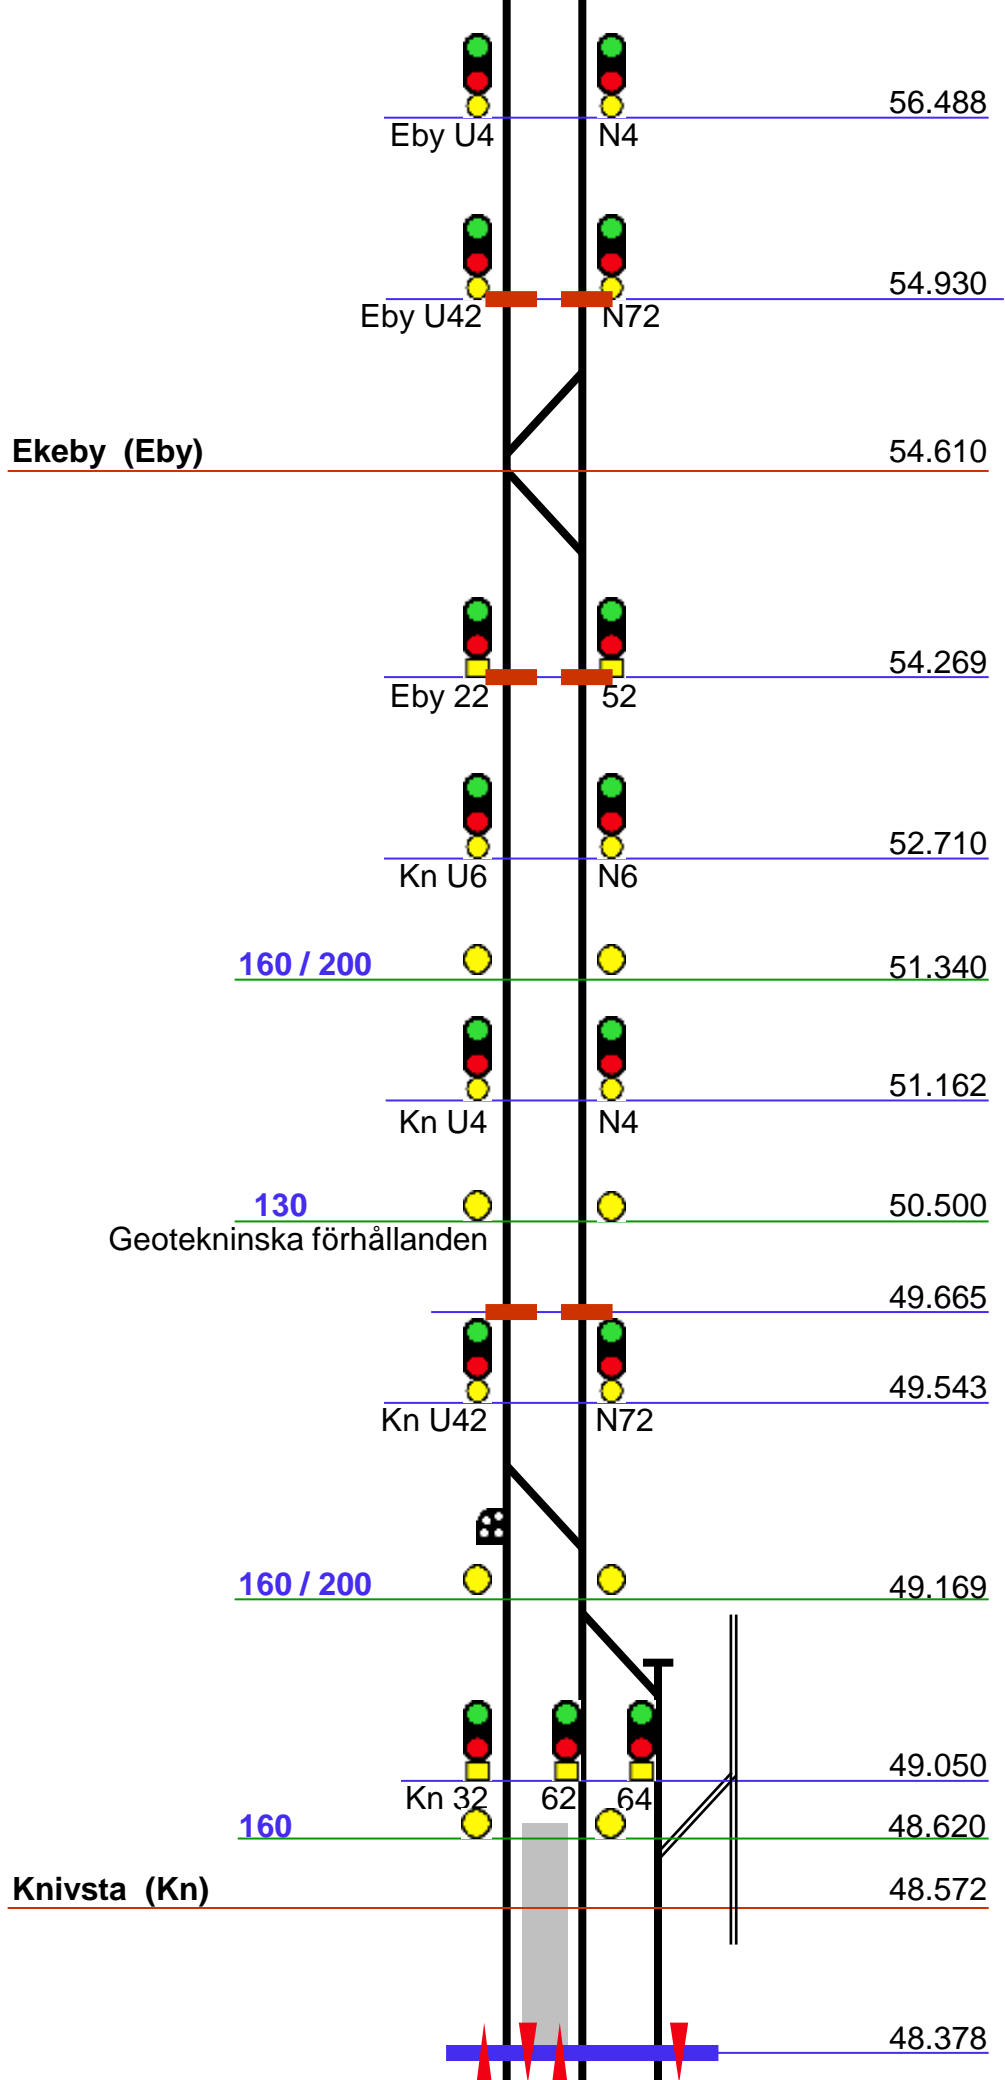 56.488
Eby U4 N4
54.930
Eby U42 N72
Ekeby (Eby) 54.610
54.269
Eby 22 52
52.710
Kn U6 N6
160 / 200 51.340
51.162
Kn U4 N4
130 50.500
Geotekninska förhållanden
49.665
49.543
Kn U42 N72
160 / 200 49.169
49.050
Kn 32 62 64
160 48.620
Knivsta (Kn) 48.572
48.378